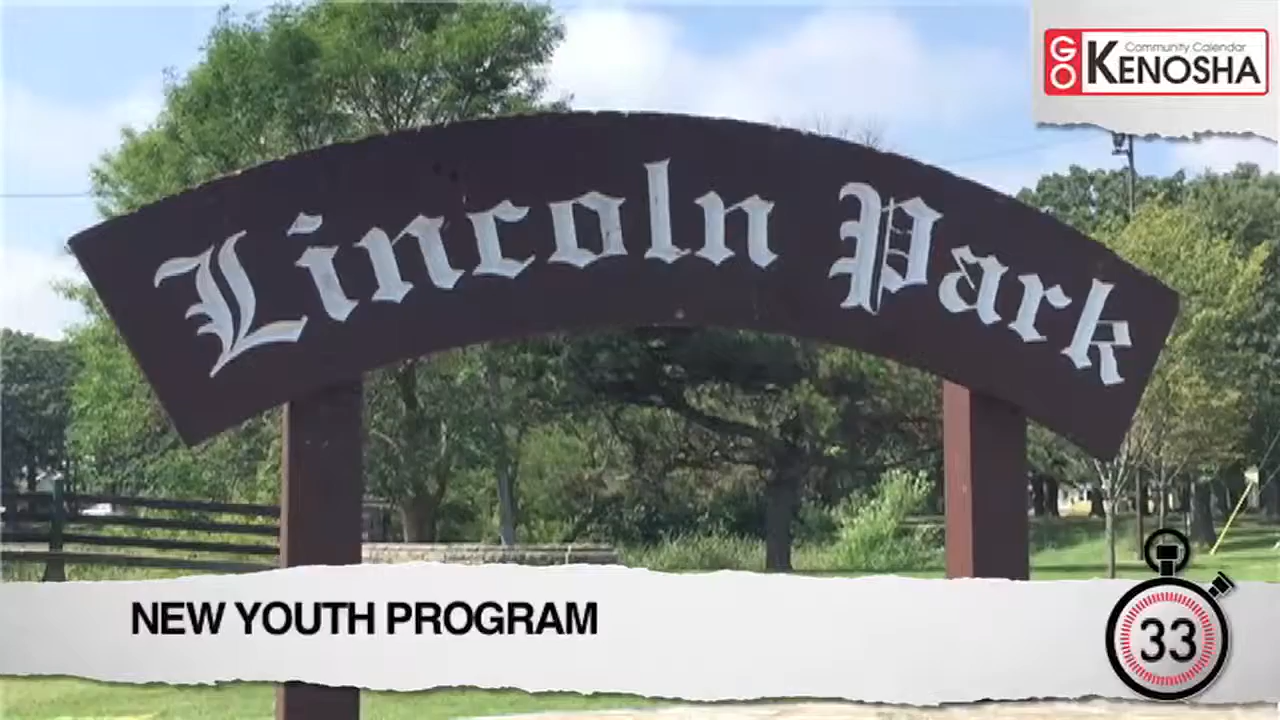 Community Calendar
GO KENOSHA
Lincoln Park
NEW YOUTH PROGRAM
33